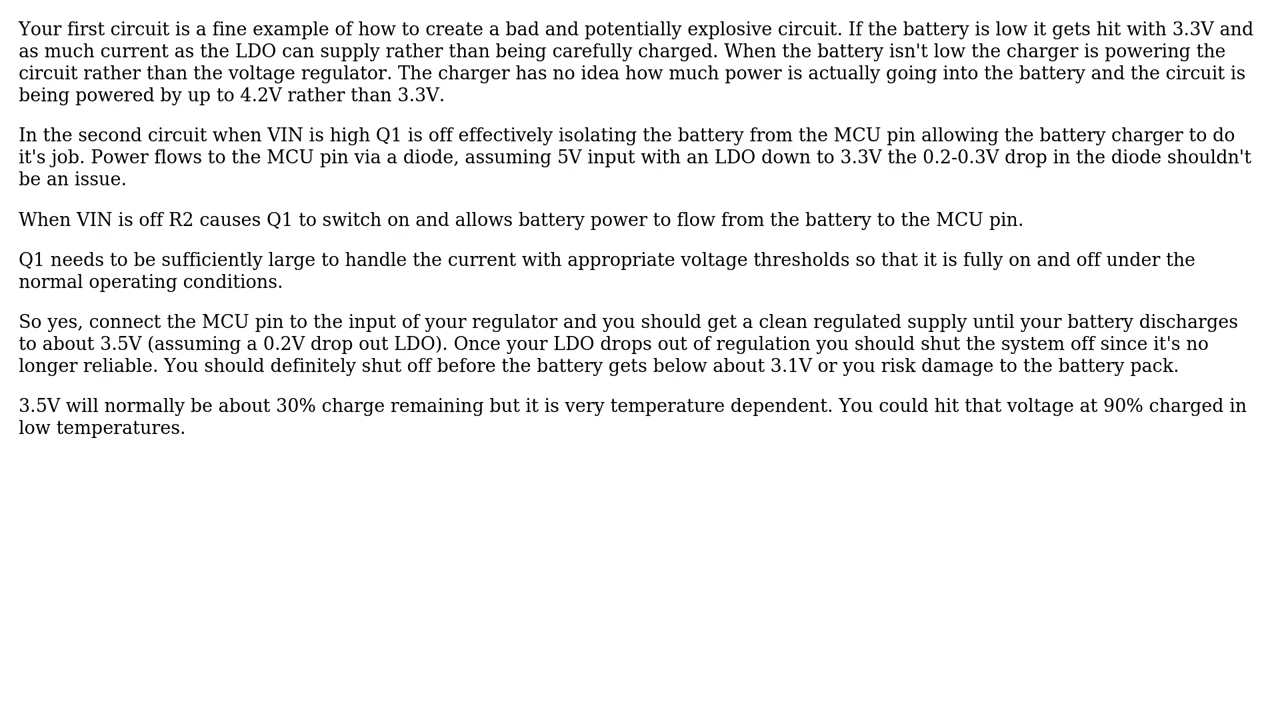 Your first circuit is a fine example of how to create a bad and potentially explosive circuit. If the battery is low it gets hit with 3.3V and
as much current as the LDO can supply rather than being carefully charged. When the battery isn't low the charger is powering the
circuit rather than the voltage regulator. The charger has no idea how much power is actually going into the battery and the circuit is
being powered by up to 4.2V rather than 3.3V.
In the second circuit when VIN is high Q1 is off effectively isolating the battery from the MCU pin allowing the battery charger to do
it's job. Power flows to the MCU pin via a diode, assuming 5V input with an LDO down to 3.3V the 0.2-0.3V drop in the diode shouldn't
be an issue.
When VIN is off R2 causes Q1 to switch on and allows battery power to flow from the battery to the MCU pin.
Q1 needs to be sufficiently large to handle the current with appropriate voltage thresholds so that it is fully on and off under the
normal operating conditions.
So yes, connect the MCU pin to the input of your regulator and you should get a clean regulated supply until your battery discharges
to about 3.5V (assuming a 0.2V drop out LDO). Once your LDO drops out of regulation you should shut the system off since it's no
longer reliable. You should definitely shut off before the battery gets below about 3.1V or you risk damage to the battery pack.
3.5V will normally be about 30% charge remaining but it is very temperature dependent. You could hit that voltage at 90% charged in
low temperatures.